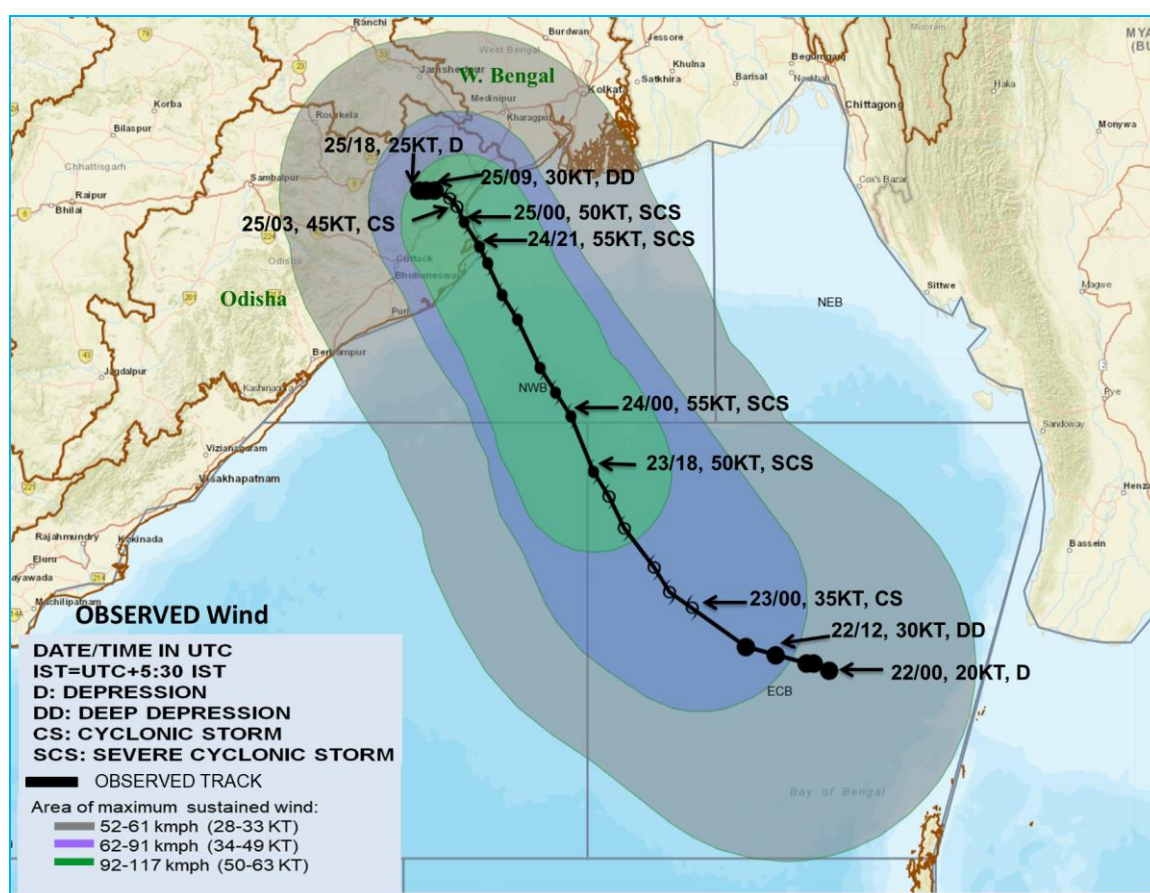 Ranchi
Burdwan
West Bengal
Jessore
Begumganj
Mizoram
MYA
(BU
Jamshedpur
W. Bengal
Khulna
Barisal
Noakhali
Satkhira
Kolkata
Haka
Korba
Medinipur
Kharagpur
Chittagong
Rourkela
Bilaspur
Monywa
25/18, 25KT, D
Chhattisgarh
Sambalpur
25/09, 30KT, DD
Cox's Bazar
Raipur
Bhilai
25/03, 45KT, CS
25/00, 50KT, SCS
24/21, 55KT, SCS
Odisha
Cuttack
Bhubaneswar
Sittwe
Magwe
Odisha
NEB
Puri
Berhampur
Jagdalpur
Pye
Kashinagara
NWB
24/00, 55KT, SCS
Sandoway
Vizianagaram
23/18, 50KT, SCS
Visakhapatnam
Henza
Rajahmundry
Kakinada
Bassein
Eluru
ayawada
Machilipatnam
23/00, 35KT, CS
22/12, 30KT, DD
22/00, 20KT, D
ECB
Bay of Bengal
OBSERVED Wind
DATE/TIME IN UTC
IST=UTC+5:30 IST
D: DEPRESSION
DD: DEEP DEPRESSION
CS: CYCLONIC STORM
SCS: SEVERE CYCLONIC STORM
OBSERVED TRACK
Area of maximum sustained wind:
52-61 kmph (28-33 KT)
62-91 kmph (34-49 KT)
92-117 kmph (50-63 KT)